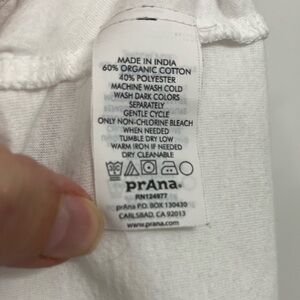 MADE IN INDIA
60% ORGANIC COTTON
40% POLYESTER
MACHINE WASH COLD
WASH DARK COLORS
SEPARATELY
GENTLE CYCLE
ONLY NON-CHLORINE BLEACH
WHEN NEEDED
TUMBLE DRY LOW
WARM IRON IF NEEDED
DRY CLEANABLE
prAna®
RN124977
prAna P.O. BOX 130430
CARLSBAD, CA 92013
www.prana.com